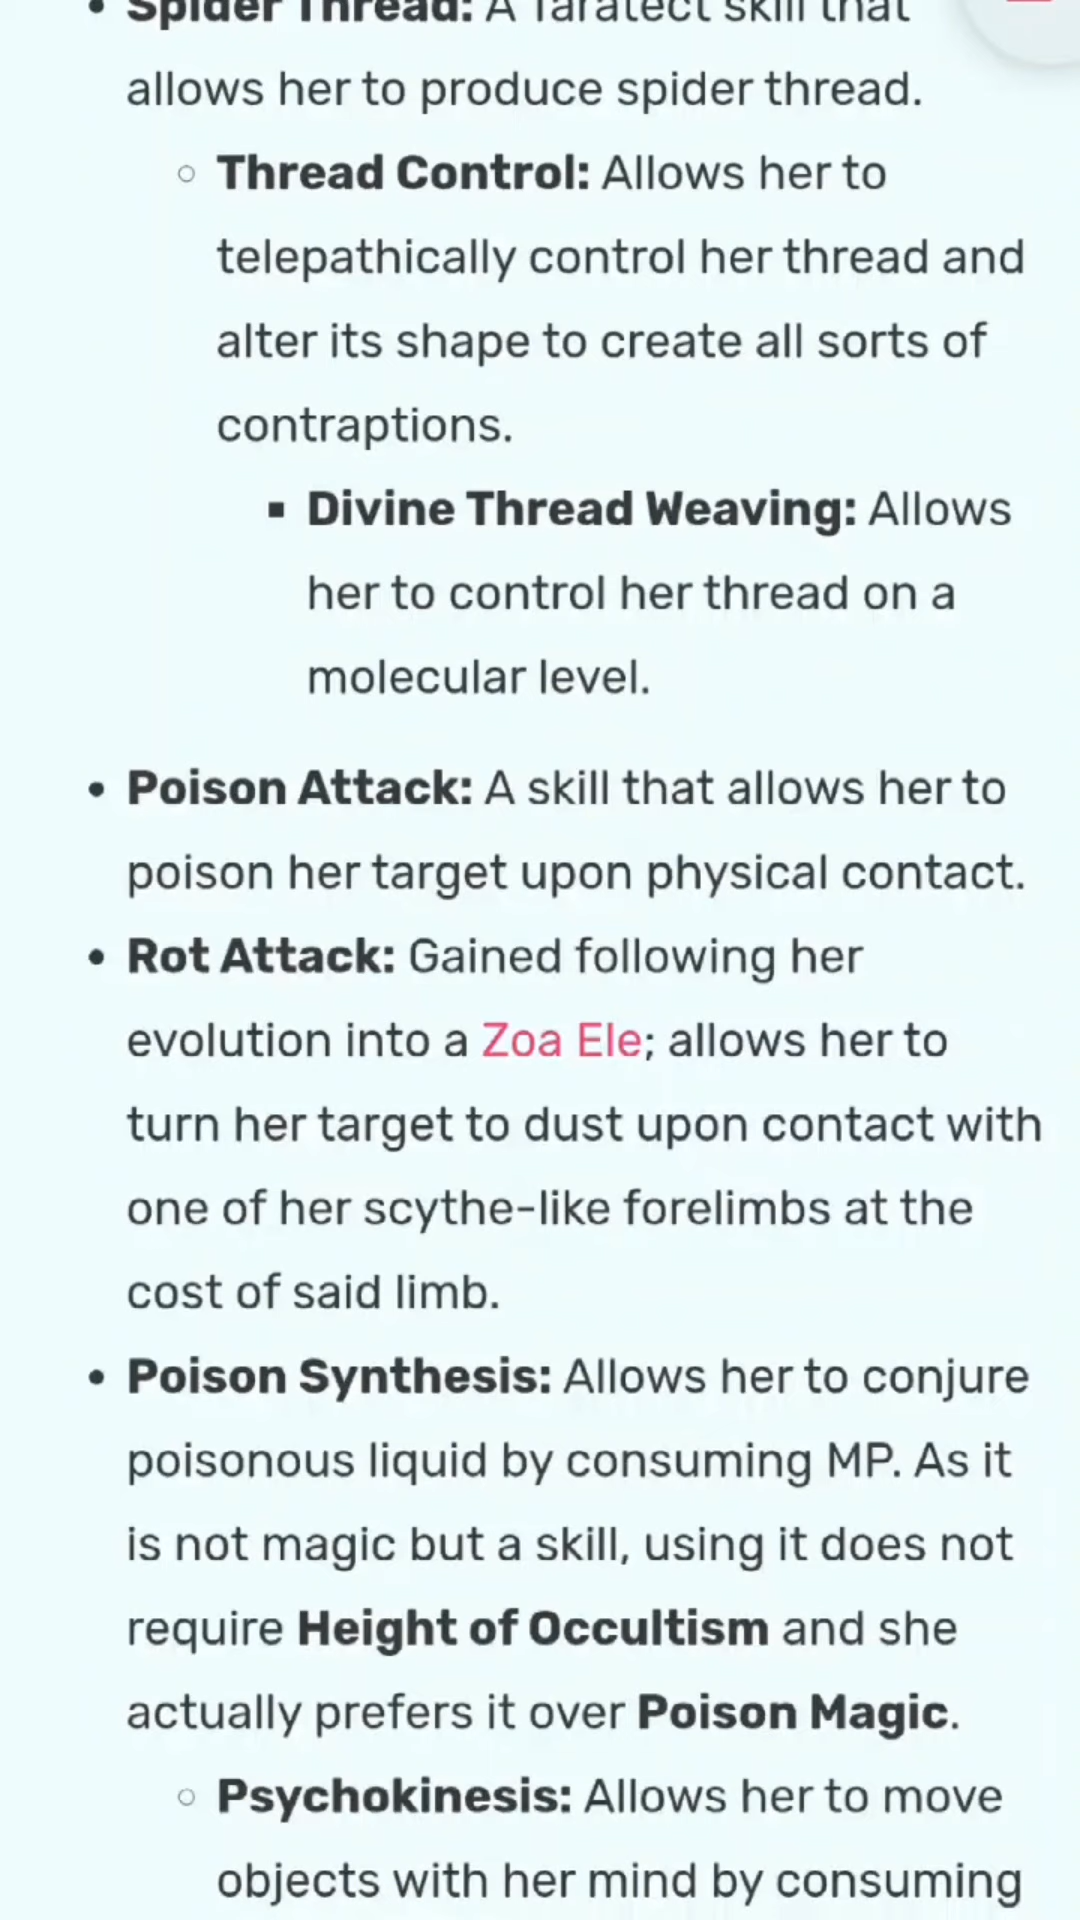 Spider Thread: A Taratect skill that
allows her to produce spider thread.
Thread Control: Allows her to
telepathically control her thread and
alter its shape to create all sorts of
contraptions.
Divine Thread Weaving: Allows
her to control her thread on a
molecular level.
Poison Attack: A skill that allows her to
poison her target upon physical contact.
Rot Attack: Gained following her
evolution into a Zoa Ele; allows her to
turn her target to dust upon contact with
one of her scythe-like forelimbs at the
cost of said limb.
Poison Synthesis: Allows her to conjure
poisonous liquid by consuming MP. As it
is not magic but a skill, using it does not
require Height of Occultism and she
actually prefers it over Poison Magic.
Psychokinesis: Allows her to move
objects with her mind by consuming